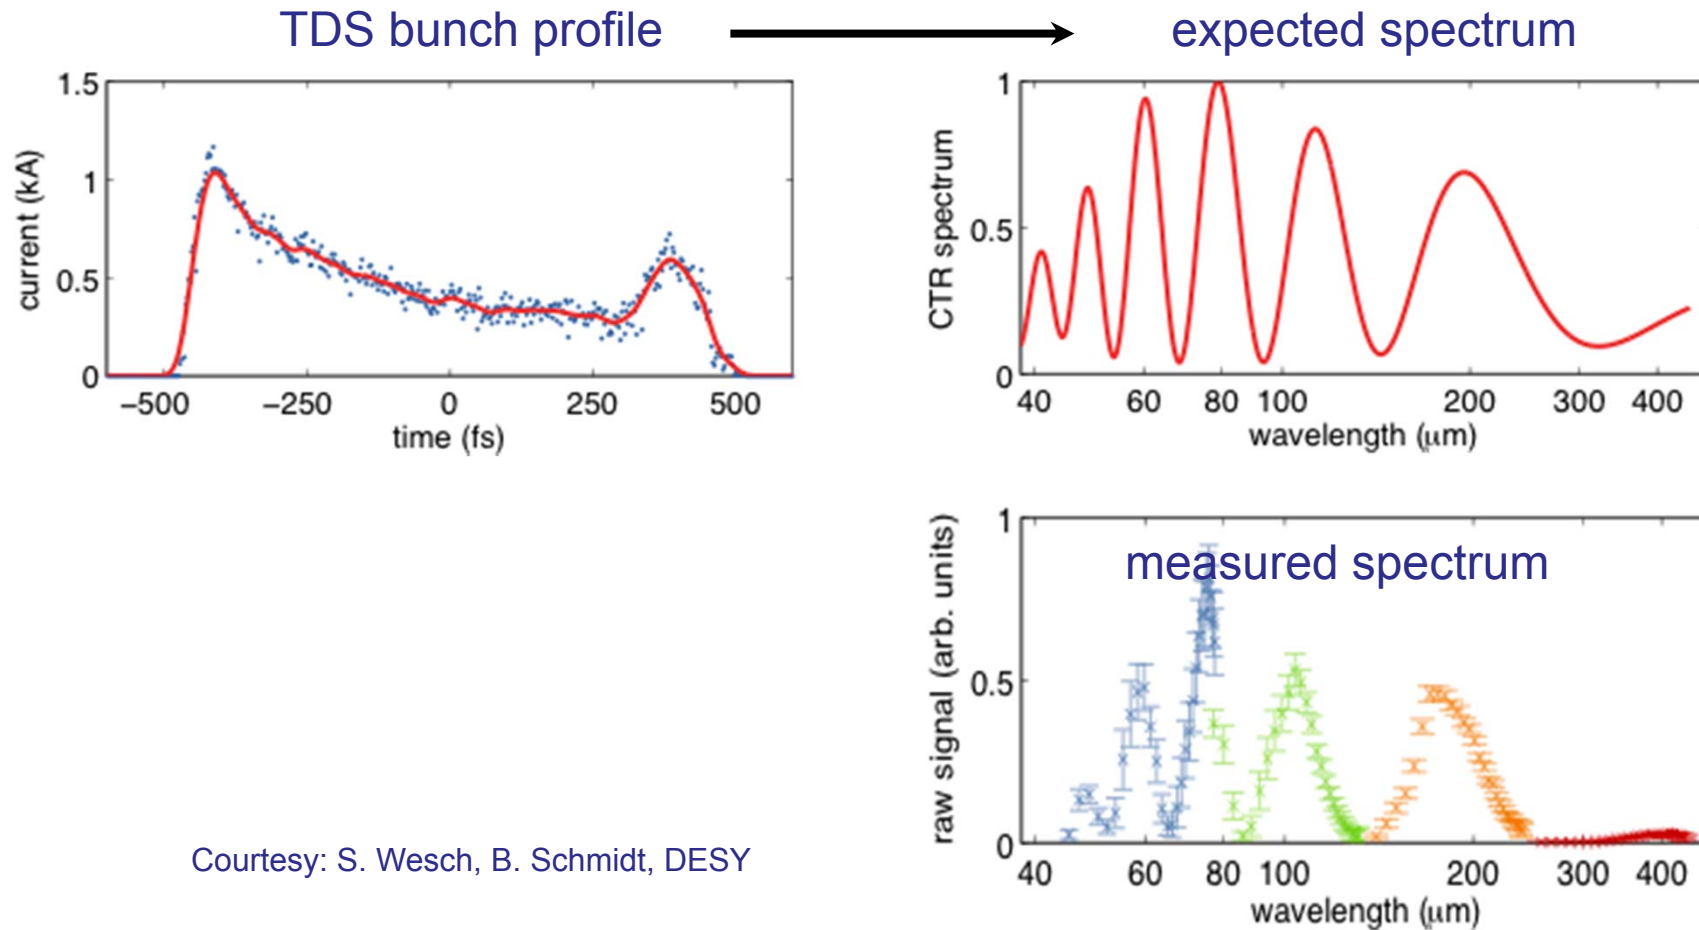 TDS bunch profile
expected spectrum
1.5
1
0.5
0
current (kA)
−500 −250 0 250 500
time (fs)
1
0.5
0
CTR spectrum
40 60 80 100 200 300 400
wavelength (μm)
measured spectrum
1
0.5
0
raw signal (arb. units)
40 60 80 100 200 300 400
wavelength (μm)
Courtesy: S. Wesch, B. Schmidt, DESY